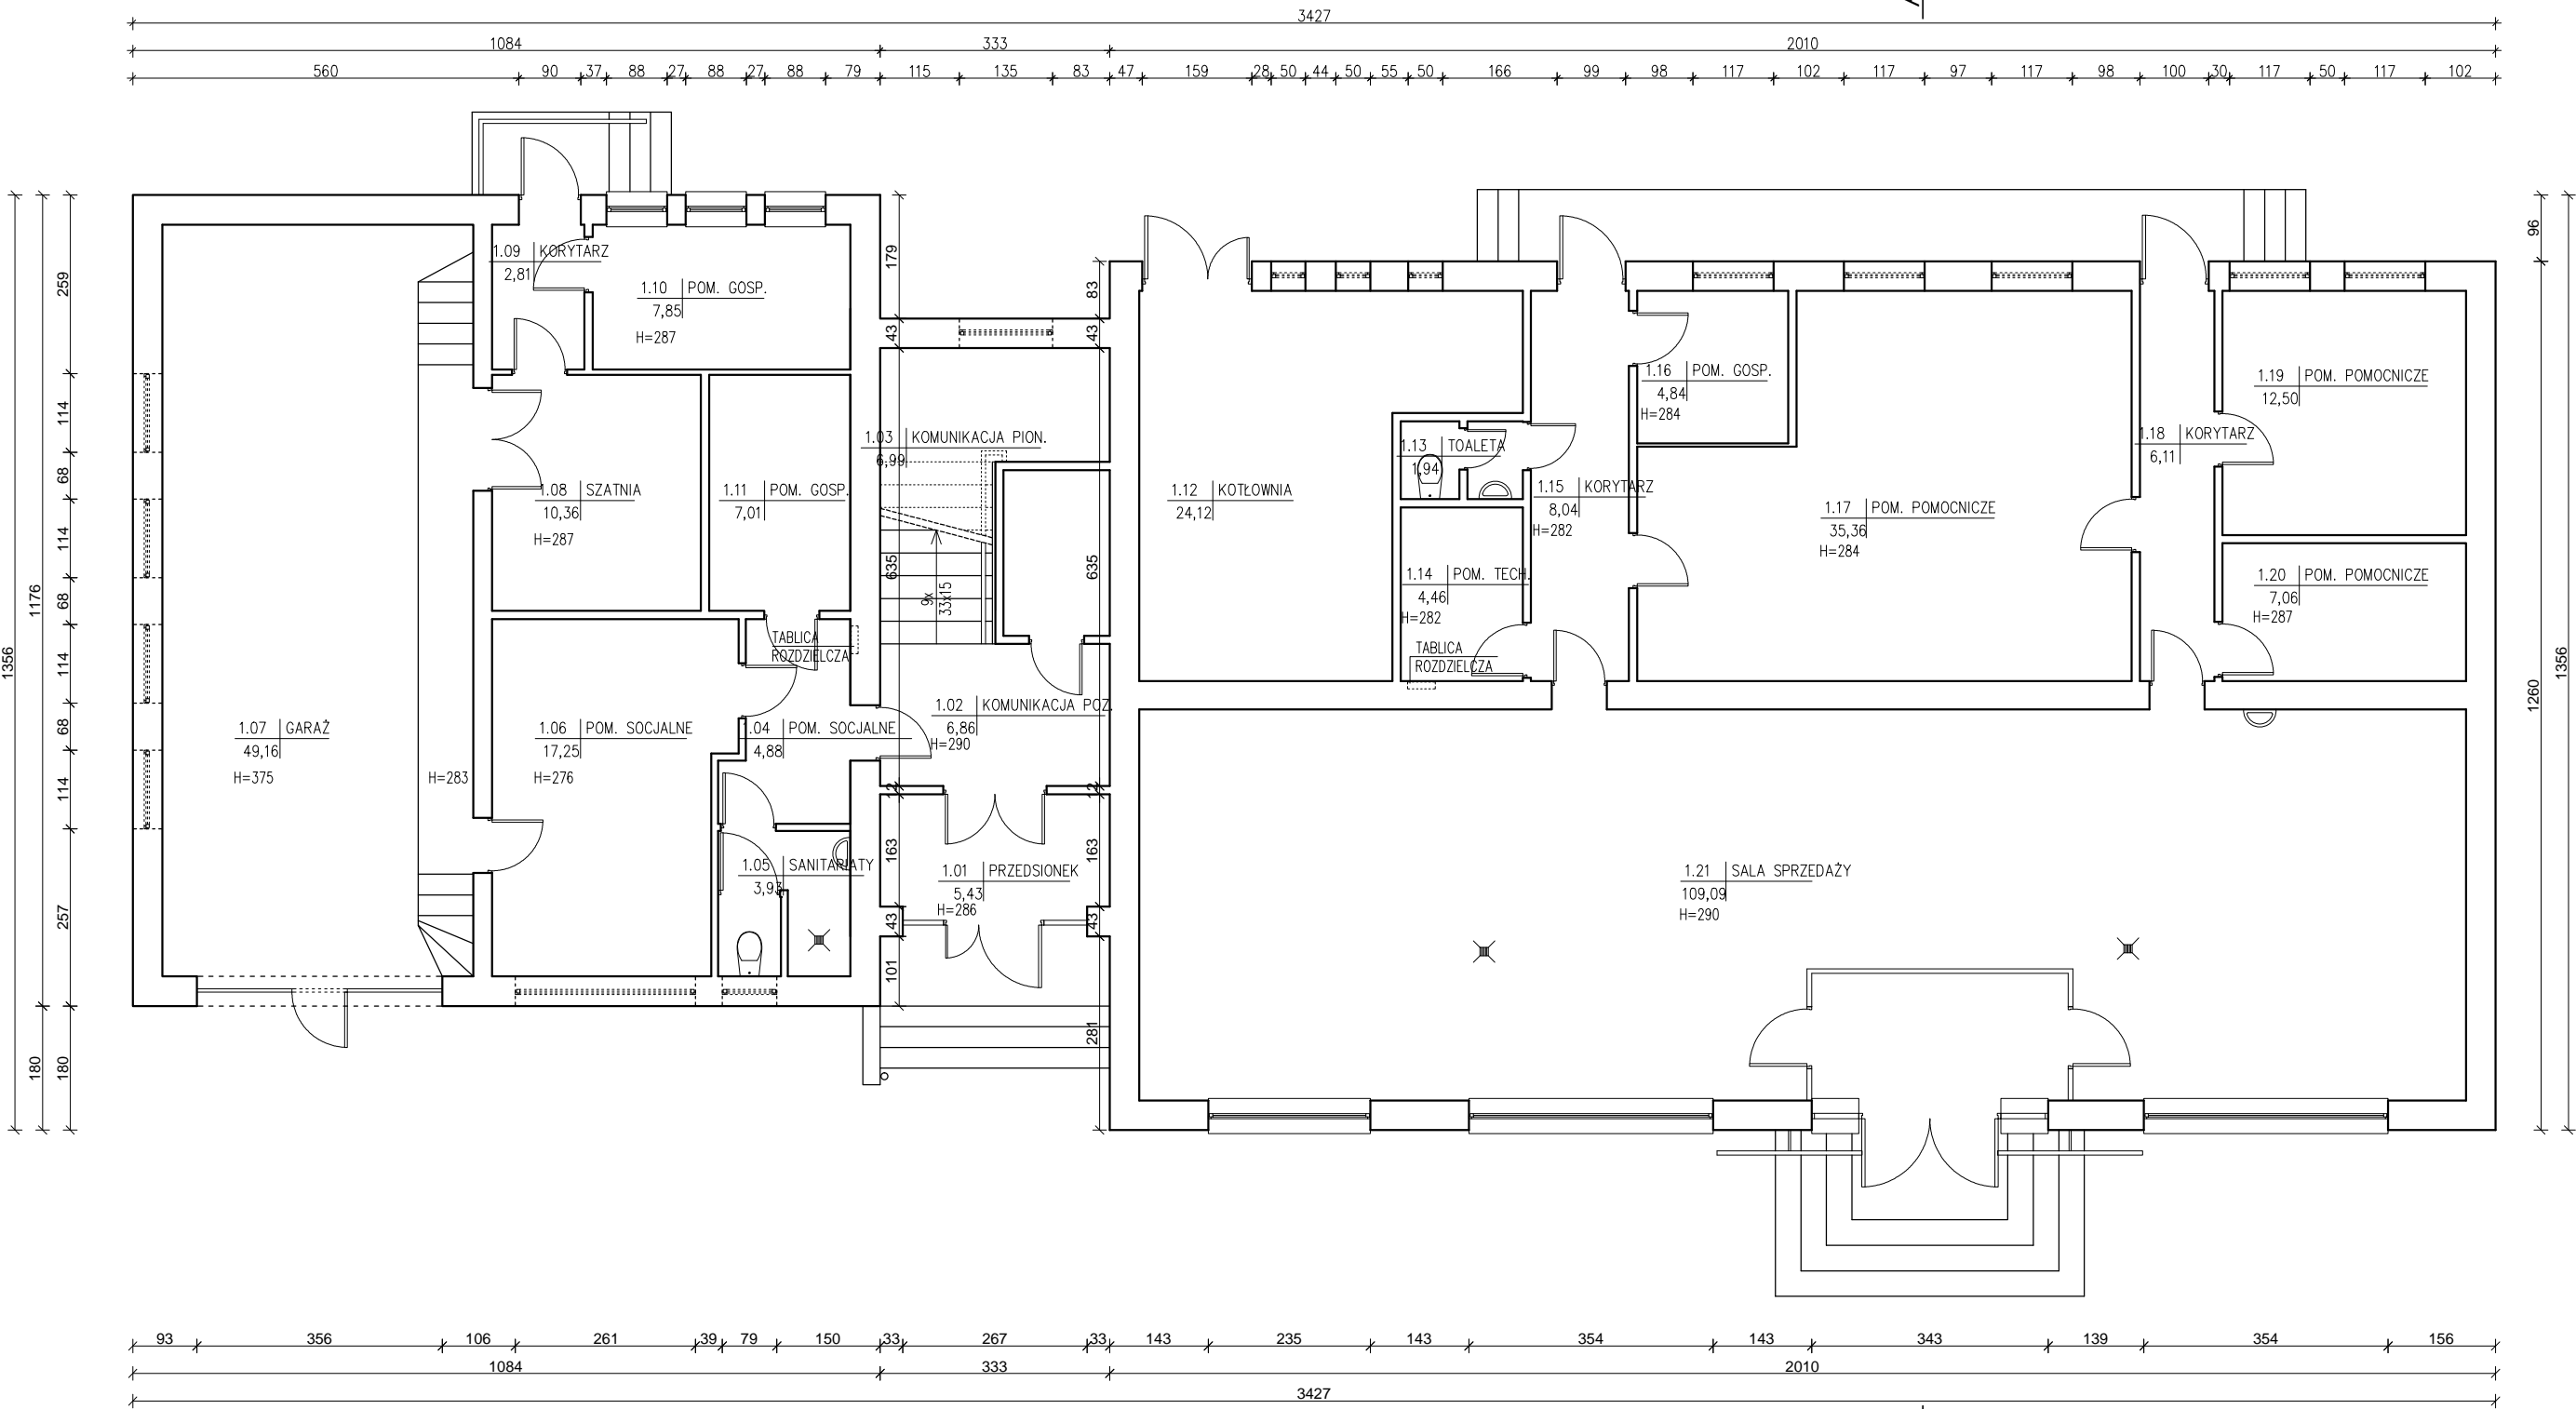 A
3427
1084 333 2010
560 90 37 88 27 88 27 88 79 115 135 83 47 159 28 50 44 50 55 50 166 99 98 117 102 117 97 117 98 100 30 117 50 117 102
1356
1176
180
259
114
68
114
68
114
68
114
257
180
1.09 KORYTARZ
2,81
1.10 POM. GOSP.
7,85
H=287
1.08 SZATNIA
10,36
H=287
1.11 POM. GOSP.
7,01
TABLICA
ROZDZIELCZA
1.07 GARAŻ
49,16
H=375
H=283
1.06 POM. SOCJALNE
17,25
H=276
1.04 POM. SOCJALNE
4,88
1.05 SANITARIATY
3,93
179
43
635
12
163
43
101
1.03 KOMUNIKACJA PION.
6,99
9x
33x15
1.02 KOMUNIKACJA POZ.
6,86
H=290
1.01 PRZEDSIONEK
5,43
H=286
83
43
635
12
163
43
281
1.12 KOTŁOWNIA
24,12
1.13 TOALETA
1,94
1.14 POM. TECH.
4,46
H=282
TABLICA
ROZDZIELCZA
1.15 KORYTARZ
8,04
H=282
1.16 POM. GOSP.
4,84
H=284
1.17 POM. POMOCNICZE
35,36
H=284
1.18 KORYTARZ
6,11
1.19 POM. POMOCNICZE
12,50
1.20 POM. POMOCNICZE
7,06
H=287
1.21 SALA SPRZEDAŻY
109,09
H=290
96
1260
1356
93 356 106 261 39 79 150 33 267 33 143 235 143 354 143 343 139 354 156
1084 333 2010
3427